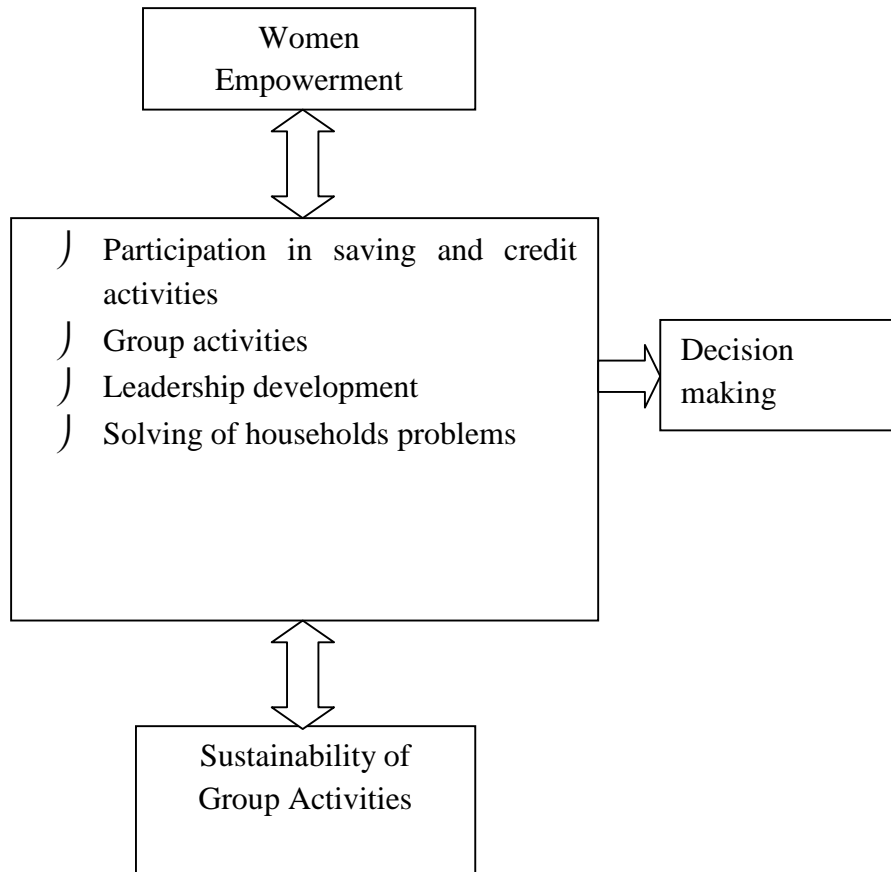 Women
Empowerment
Participation in saving and credit
activities
Group activities
Leadership development
Solving of households problems
Decision
making
Sustainability of
Group Activities